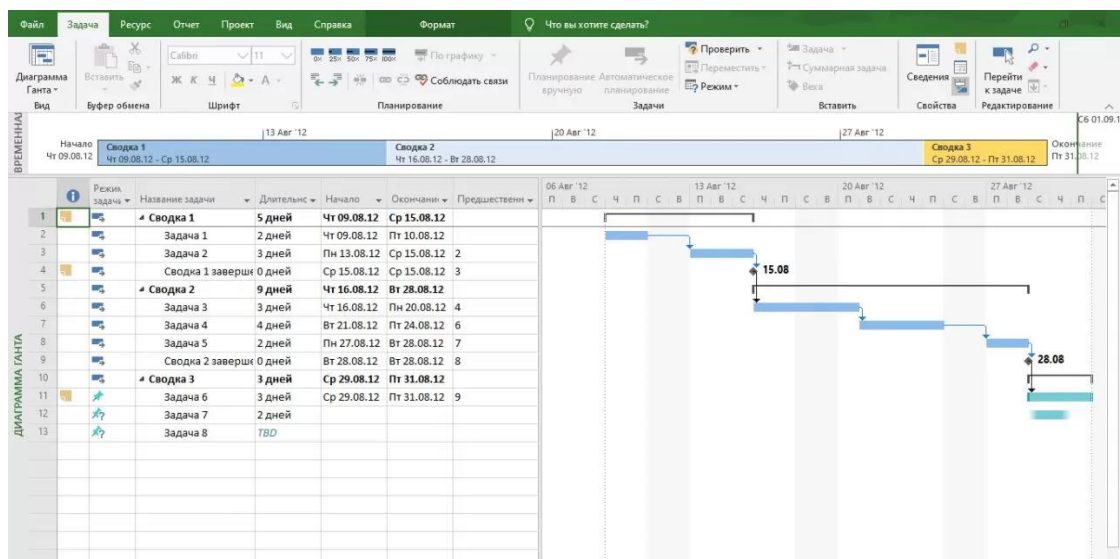 Файл Задача Ресурс Отчет Проект Вид Справка Формат Что вы хотите сделать?
Диаграмма Ганта
Вид
Вставить
Буфер обмена
Calibri 11
Ж К Ч А
Шрифт
0% 25% 50% 75% 100%
По графику
Соблюдать связи
Планирование
Планирование вручную
Автоматическое планирование
Проверить
Переместить
Режим
Задачи
Задача
Суммарная задача
Веха
Вставить
Сведения
Свойства
Перейти к задаче
Редактирование
ВРЕМЕННАЯ
Начало
Чт 09.08.12
13 Авг '12 20 Авг '12 27 Авг '12
Сб 01.09.1
Сводка 1
Чт 09.08.12 - Ср 15.08.12
Сводка 2
Чт 16.08.12 - Вт 28.08.12
Сводка 3
Ср 29.08.12 - Пт 31.08.12
Окончание
Пт 31.08.12
Режим задачи Название задачи Длительнс Начало Окончани Предшественн
06 Авг '12 13 Авг '12 20 Авг '12 27 Авг '12
П В С Ч П С В П В С Ч П С В П В С Ч П С В П В С Ч П С
1 Сводка 1 5 дней Чт 09.08.12 Ср 15.08.12
2 Задача 1 2 дней Чт 09.08.12 Пт 10.08.12
3 Задача 2 3 дней Пн 13.08.12 Ср 15.08.12 2
4 Сводка 1 заверше 0 дней Ср 15.08.12 Ср 15.08.12 3 15.08
5 Сводка 2 9 дней Чт 16.08.12 Вт 28.08.12
6 Задача 3 3 дней Чт 16.08.12 Пн 20.08.12 4
7 Задача 4 4 дней Вт 21.08.12 Пт 24.08.12 6
8 Задача 5 2 дней Пн 27.08.12 Вт 28.08.12 7
9 Сводка 2 заверше 0 дней Вт 28.08.12 Вт 28.08.12 8 28.08
10 Сводка 3 3 дней Ср 29.08.12 Пт 31.08.12
11 Задача 6 3 дней Ср 29.08.12 Пт 31.08.12 9
12 Задача 7 2 дней
13 Задача 8 TBD
ДИАГРАММА ГАНТА